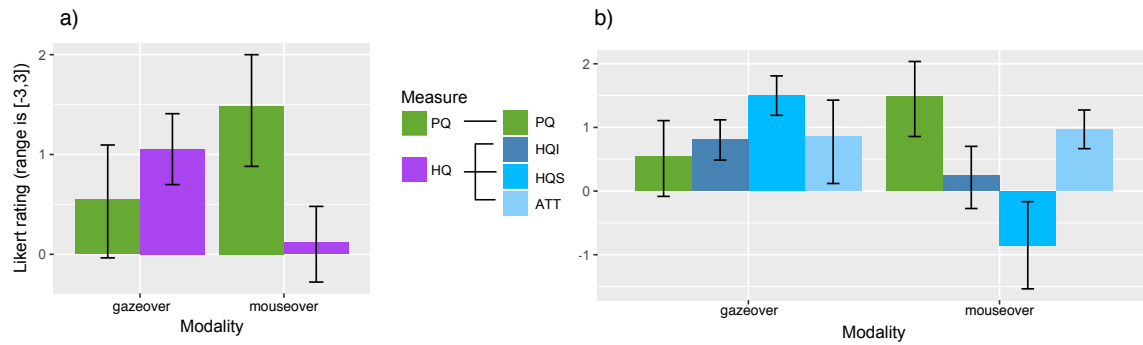 a)
Likert rating (range is [-3,3])
2
1
0
gazeover
mouseover
Modality
Measure
PQ
HQ
PQ
HQI
HQS
ATT
b)
2
1
0
-1
gazeover
mouseover
Modality